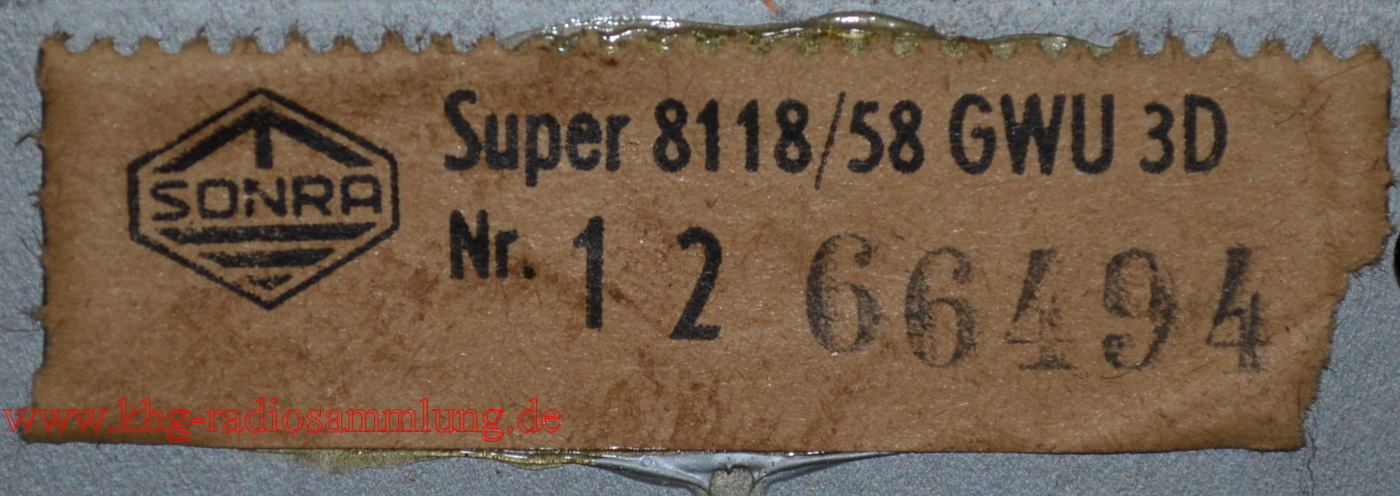 SONRA
Super 8118/58 GWU 3D
Nr. 1 2 66494
www.khg-radiosammlung.de